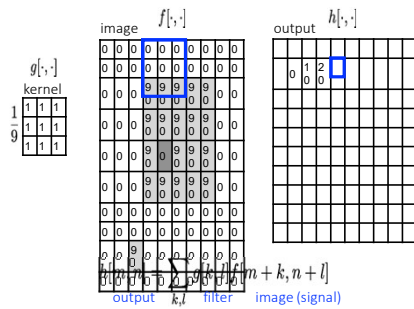 image f[·,·]
output h[·,·]
g[·,·]
kernel
1/9
1 1 1
1 1 1
1 1 1
0 0 0 0 0 0 0 0 0 0
0 0 0 0 0 0 0 0 0 0
0 0 0 90 90 90 90 90 0 0
0 0 0 90 90 90 90 90 0 0
0 0 0 90 0 90 90 90 0 0
0 0 0 90 90 90 90 90 0 0
0 0 0 0 0 0 0 0 0 0
0 0 0 0 0 0 0 0 0 0
0 0 90 0 0 0 0 0 0 0
0 10 20
h[m,n] = ∑ g[k,l] f[m+k,n+l]
k,l
output filter image (signal)